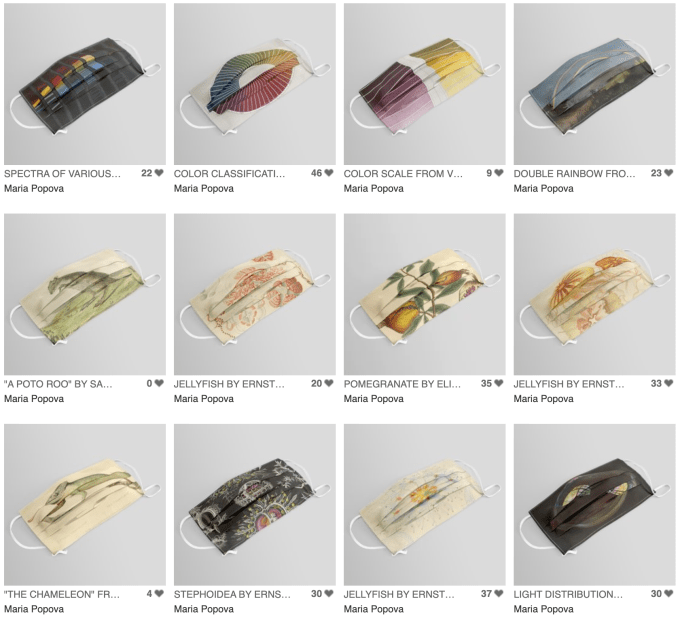 SPECTRA OF VARIOUS... 22
Maria Popova
COLOR CLASSIFICATI... 46
Maria Popova
COLOR SCALE FROM V... 9
Maria Popova
DOUBLE RAINBOW FRO... 23
Maria Popova
"A POTO ROO" BY SA... 0
Maria Popova
JELLYFISH BY ERNST... 20
Maria Popova
POMEGRANATE BY ELI... 35
Maria Popova
JELLYFISH BY ERNST... 33
Maria Popova
"THE CHAMELEON" FR... 4
Maria Popova
STEPHOIDEA BY ERNS... 30
Maria Popova
JELLYFISH BY ERNST... 37
Maria Popova
LIGHT DISTRIBUTION... 30
Maria Popova